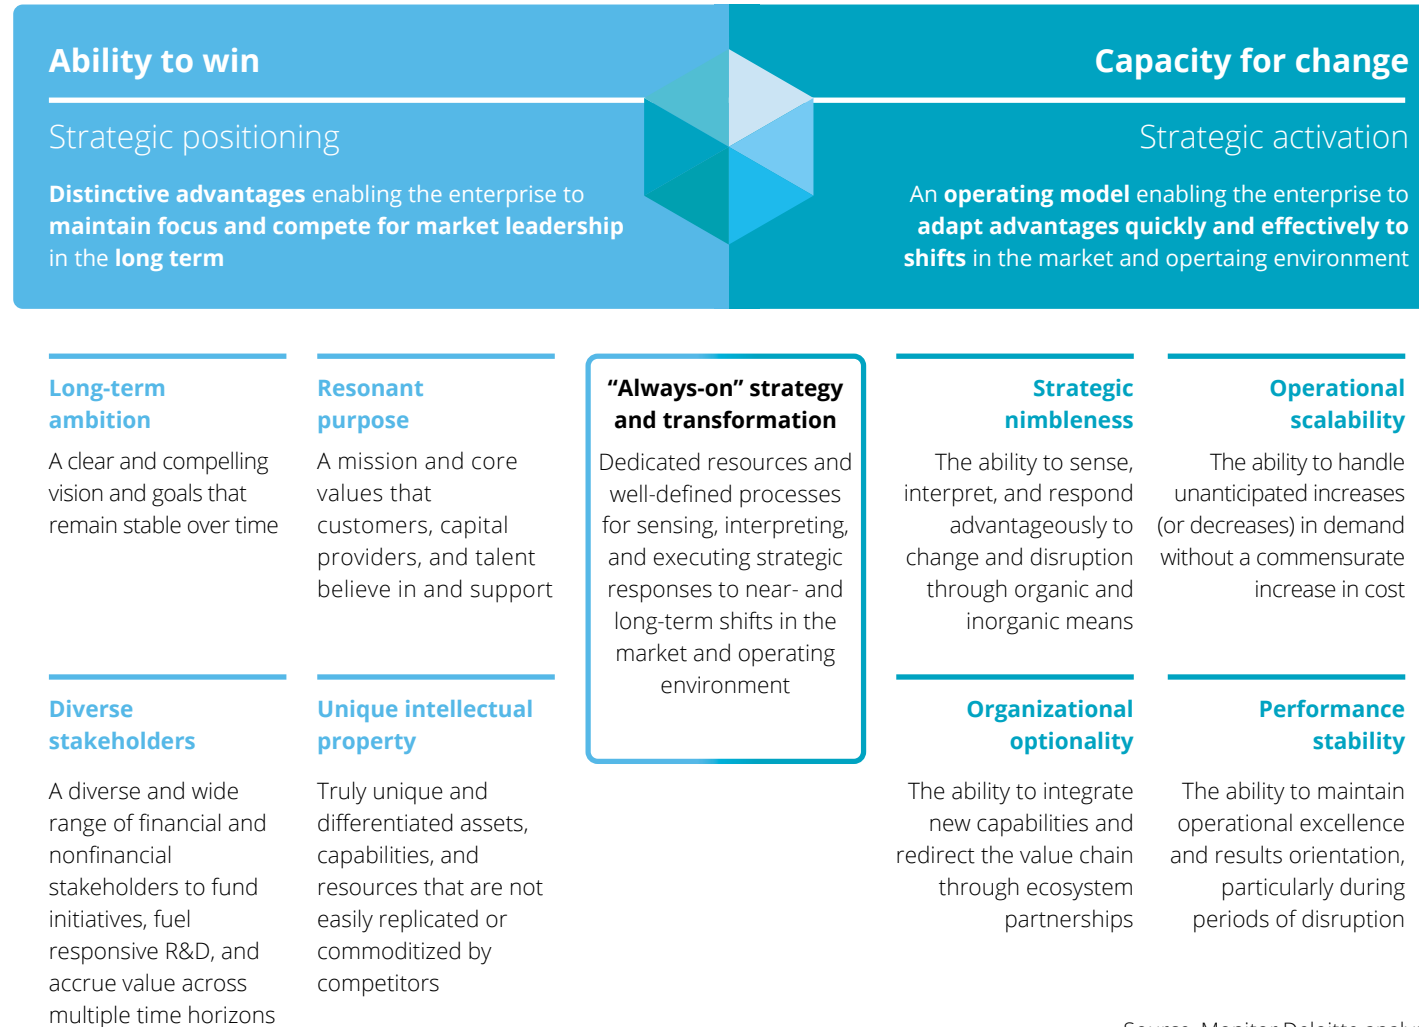 Ability to win
Strategic positioning
Distinctive advantages enabling the enterprise to
maintain focus and compete for market leadership
in the long term
Capacity for change
Strategic activation
An operating model enabling the enterprise to
adapt advantages quickly and effectively to
shifts in the market and opertaing environment
Long-term
ambition
A clear and compelling
vision and goals that
remain stable over time
Resonant
purpose
A mission and core
values that
customers, capital
providers, and talent
believe in and support
“Always-on” strategy
and transformation
Dedicated resources and
well-defined processes
for sensing, interpreting,
and executing strategic
responses to near- and
long-term shifts in the
market and operating
environment
Strategic
nimbleness
The ability to sense,
interpret, and respond
advantageously to
change and disruption
through organic and
inorganic means
Operational
scalability
The ability to handle
unanticipated increases
(or decreases) in demand
without a commensurate
increase in cost
Diverse
stakeholders
A diverse and wide
range of financial and
nonfinancial
stakeholders to fund
initiatives, fuel
responsive R&D, and
accrue value across
multiple time horizons
Unique intellectual
property
Truly unique and
differentiated assets,
capabilities, and
resources that are not
easily replicated or
commoditized by
competitors
Organizational
optionality
The ability to integrate
new capabilities and
redirect the value chain
through ecosystem
partnerships
Performance
stability
The ability to maintain
operational excellence
and results orientation,
particularly during
periods of disruption
Source: Monitor Deloitte